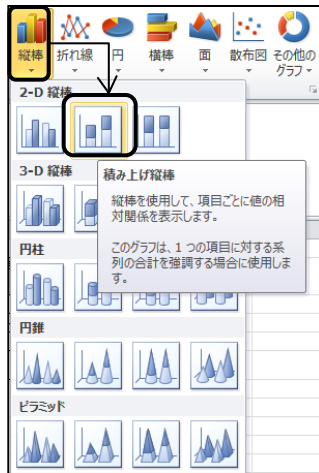 縦棒 折れ線 円 横棒 面 散布図 その他の
グラフ
2-D 縦棒
3-D 縦棒
積み上げ縦棒
縦棒を使用して、項目ごとに値の相
対関係を表示します。
このグラフは、1 つの項目に対する系
列の合計を強調する場合に使用しま
す。
円柱
円錐
ピラミッド